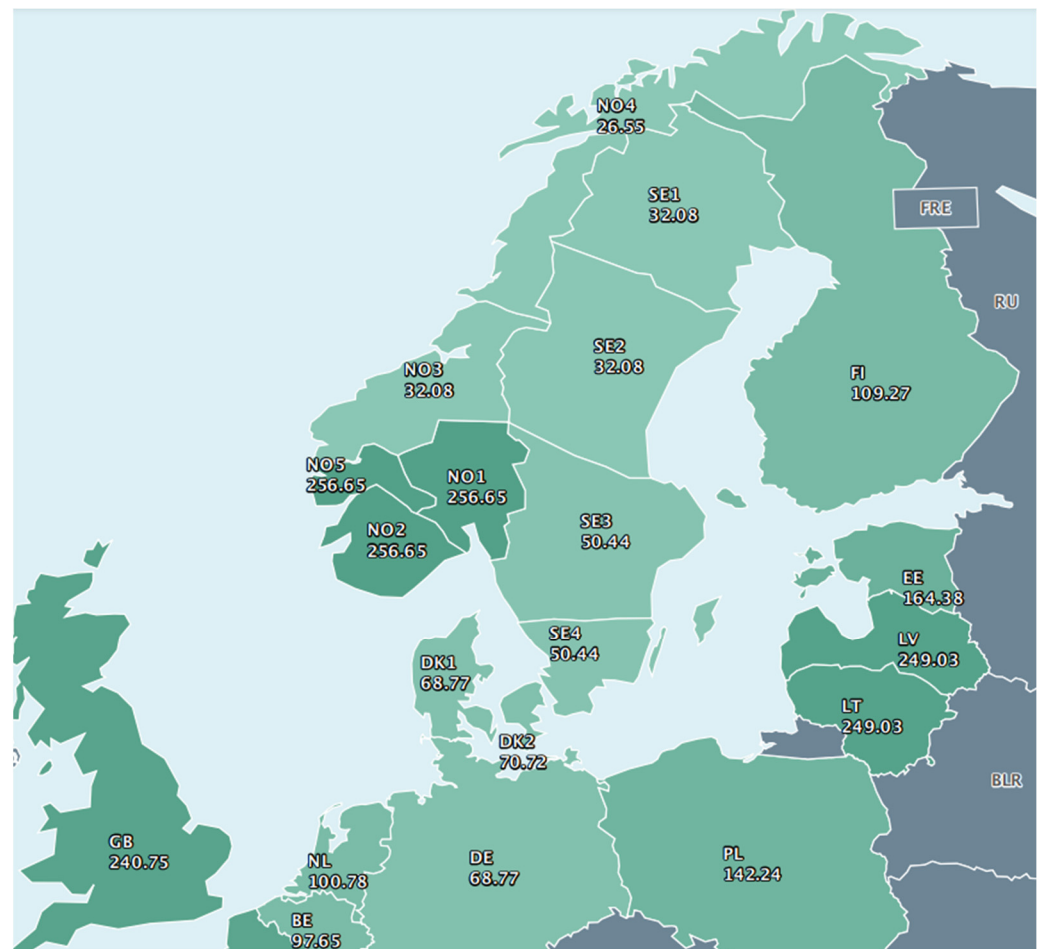 NO4
26.55
SE1
32.08
FRE
RU
SE2
32.08
NO3
32.08
FI
109.27
NO5
256.65
NO1
256.65
NO2
256.65
SE3
50.44
EE
164.38
SE4
50.44
LV
249.03
DK1
68.77
LT
249.03
DK2
70.72
BLR
GB
240.75
NL
100.78
DE
68.77
PL
142.24
BE
97.65